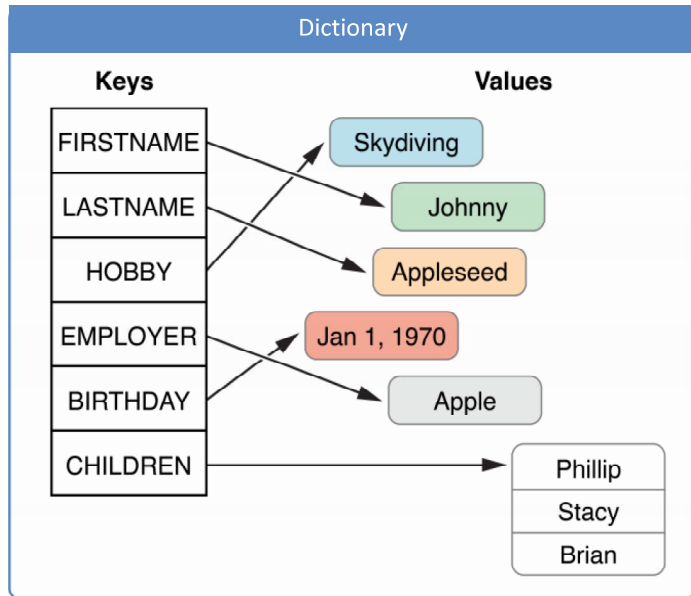 Dictionary
Keys
Values
FIRSTNAME
LASTNAME
HOBBY
EMPLOYER
BIRTHDAY
CHILDREN
Skydiving
Johnny
Appleseed
Jan 1, 1970
Apple
Phillip
Stacy
Brian